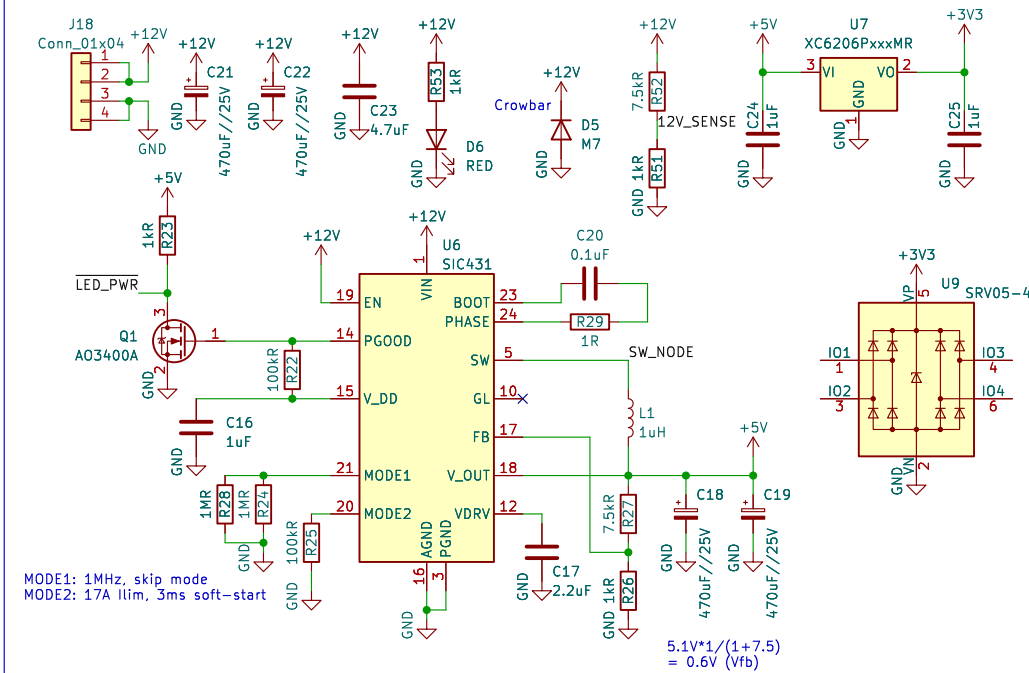 J18
Conn_01x04
+12V
1
2
3
4
GND
+12V
C21
470uF//25V
GND
+12V
C22
470uF//25V
GND
+12V
C23
4.7uF
GND
+12V
R53
1kR
D6
RED
GND
Crowbar
+12V
D5
M7
GND
+12V
7.5kR
R52
12V_SENSE
1kR
R51
GND
+5V
C24
1uF
GND
U7
XC6206PxxxMR
3
VI
VO
2
GND
1
GND
+3V3
C25
1uF
GND
+5V
1kR
R23
LED_PWR
3
Q1
AO3400A
1
2
GND
+12V
+12V
1
U6
SIC431
VIN
19
EN
14
PGOOD
100kR
R22
15
V_DD
C16
1uF
GND
21
MODE1
20
MODE2
1MR
R28
1MR
R24
GND
100kR
R25
GND
AGND
PGND
16
3
GND
BOOT
23
PHASE
24
SW
5
GL
10
FB
17
V_OUT
18
VDRV
12
C20
0.1uF
R29
1R
SW_NODE
L1
1uH
C17
2.2uF
GND
7.5kR
R27
1kR
R26
GND
C18
470uF//25V
GND
+5V
C19
470uF//25V
GND
+3V3
VP
5
U9
SRV05-4
IO1
1
IO2
3
IO3
4
IO4
6
VN
2
GND
MODE1: 1MHz, skip mode
MODE2: 17A Ilim, 3ms soft-start
5.1V*1/(1+7.5)
= 0.6V (Vfb)